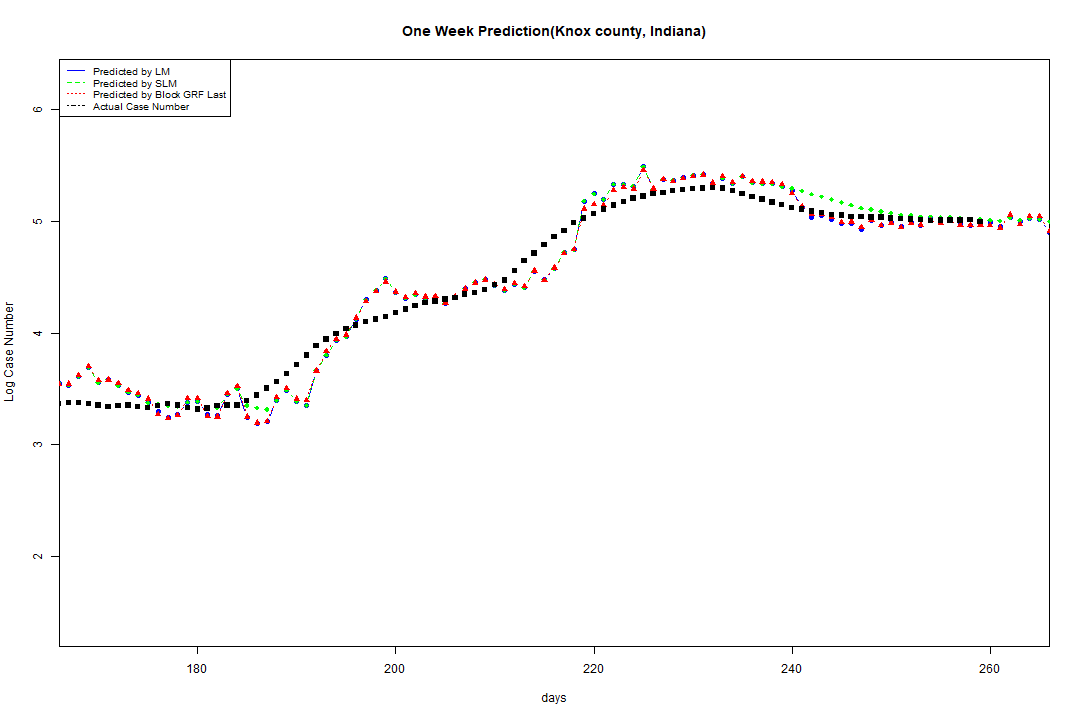 One Week Prediction(Knox county, Indiana)
Predicted by LM
Predicted by SLM
Predicted by Block GRF Last
Actual Case Number
6
5
4
3
2
Log Case Number
180 200 220 240 260
days